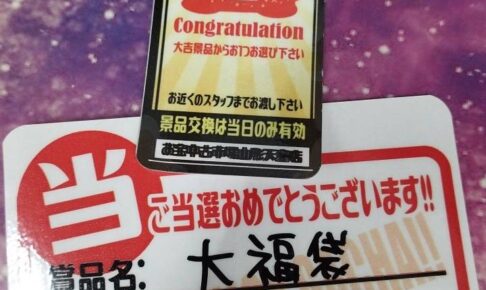 Congratulation
大吉景品からお1つお選び下さい
お近くのスタッフまでお渡し下さい
景品交換は当日のみ有効
当
ご当選おめでとうございます!!
賞品名: 大福袋